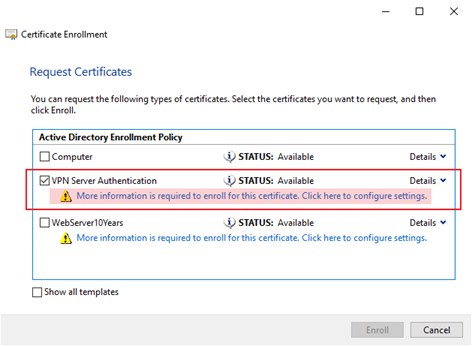 Certificate Enrollment
Request Certificates
You can request the following types of certificates. Select the certificates you want to request, and then
click Enroll.
Active Directory Enrollment Policy
Computer STATUS: Available Details
VPN Server Authentication STATUS: Available Details
More information is required to enroll for this certificate. Click here to configure settings.
WebServer10Years STATUS: Available Details
More information is required to enroll for this certificate. Click here to configure settings.
Show all templates
Enroll Cancel